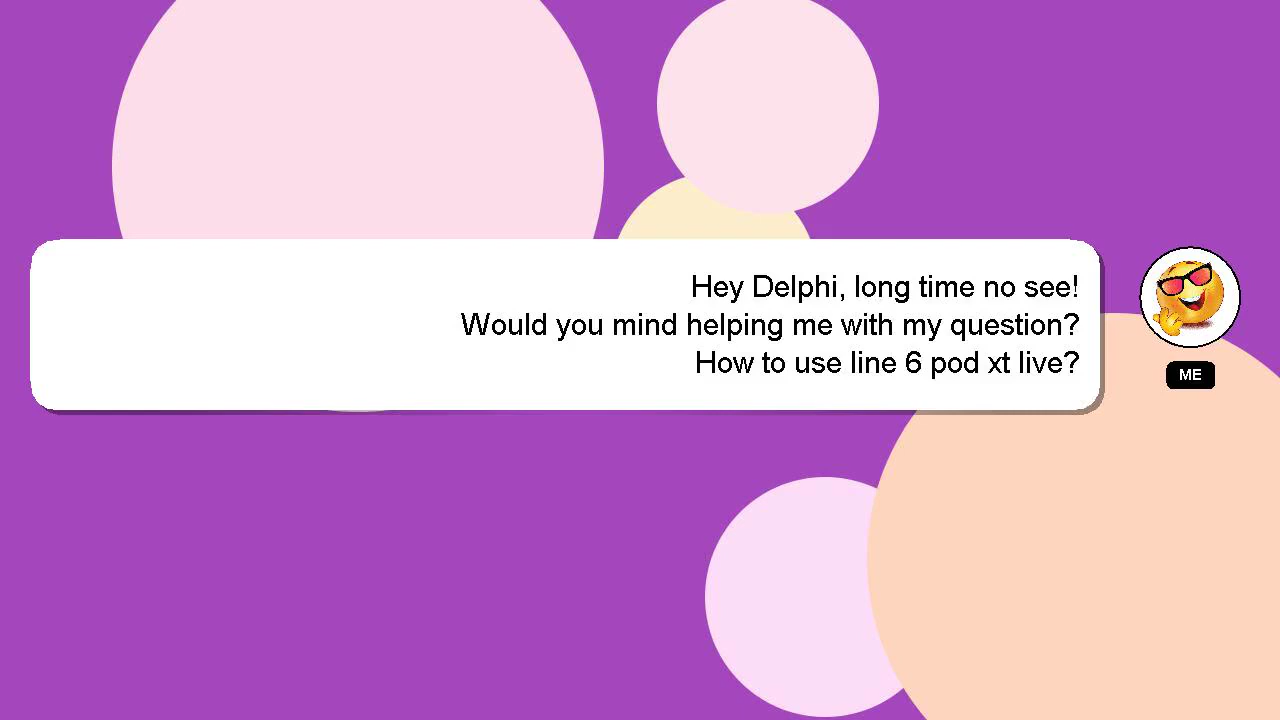 Hey Delphi, long time no see!
Would you mind helping me with my question?
How to use line 6 pod xt live?
ME